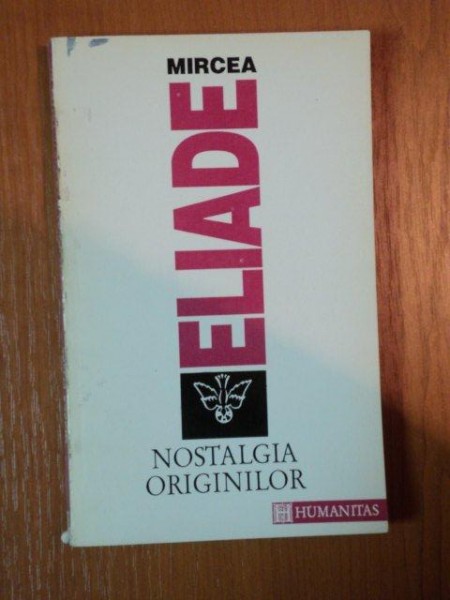 MIRCEA
ELIADE
NOSTALGIA
ORIGINILOR
HUMANITAS